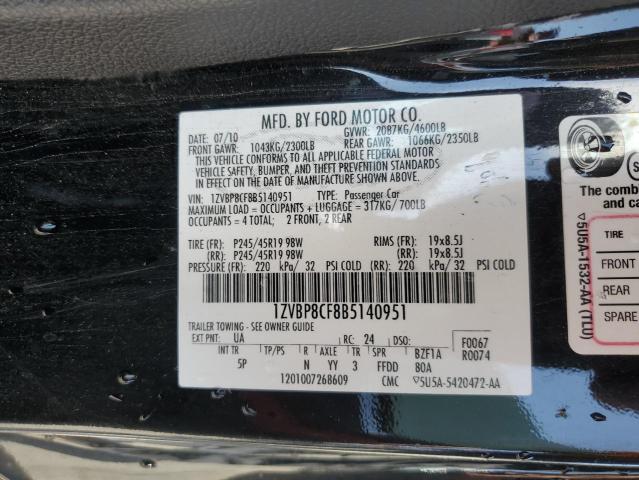 MFD. BY FORD MOTOR CO.
DATE: 07/10 GVWR: 2087KG/4600LB
FRONT GAWR: 1043KG/2300LB REAR GAWR: 1066KG/2350LB
THIS VEHICLE CONFORMS TO ALL APPLICABLE FEDERAL MOTOR
VEHICLE SAFETY, BUMPER, AND THEFT PREVENTION STANDARDS
IN EFFECT ON THE DATE OF MANUFACTURE SHOWN ABOVE.
VIN: 1ZVBP8CF8B5140951 TYPE: Passenger Car
MAXIMUM LOAD = OCCUPANTS + LUGGAGE = 317KG/700LB
OCCUPANTS = 4 TOTAL; 2 FRONT, 2 REAR
TIRE (FR): P245/45R19 98W RIMS (FR): 19x8.5J
(RR): P245/45R19 98W (RR): 19x8.5J
PRESSURE (FR): 220 kPa/ 32 PSI COLD (RR): 220 kPa/ 32 PSI COLD
1ZVBP8CF8B5140951
TRAILER TOWING - SEE OWNER GUIDE
EXT PNT: UA RC: 24 DSO: F0067
INT TR TP/PS R AXLE TR SPR BZF1A R0074
5P N YY 3 FFDD 80A
1201007268609 CMC ▽5U5A-5420472-AA
The comb
▽5U5A-1532-AA (TLU)
TIRE
FRONT
REAR
SPARE